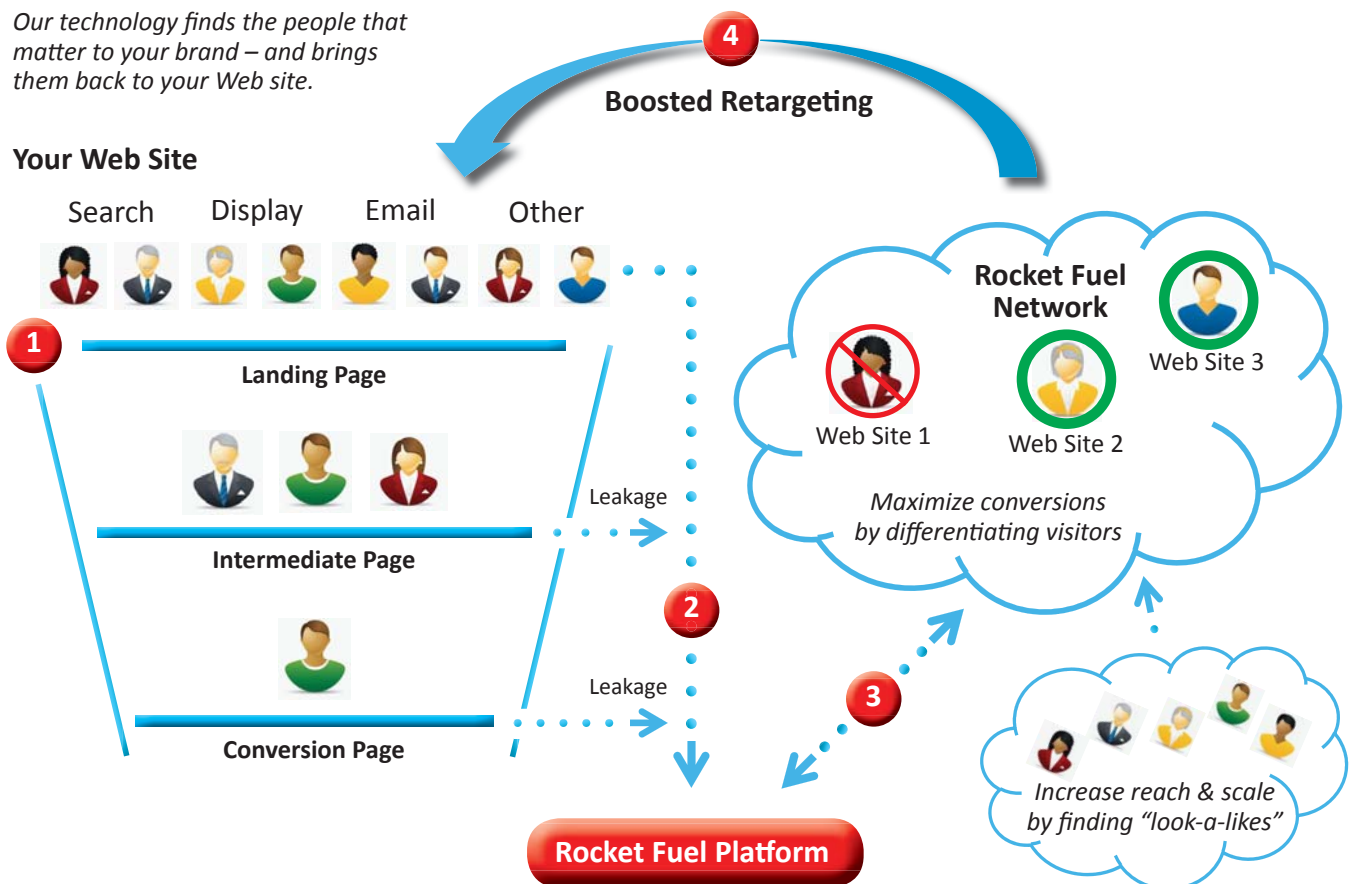 Our technology finds the people that
matter to your brand – and brings
them back to your Web site.
4
Boosted Retargeting
Your Web Site
Search Display Email Other
1
Landing Page
Leakage
Intermediate Page
2
Leakage
Conversion Page
Rocket Fuel Platform
3
Rocket Fuel
Network
Web Site 1
Web Site 2
Web Site 3
Maximize conversions
by differentiating visitors
Increase reach & scale
by finding “look-a-likes”